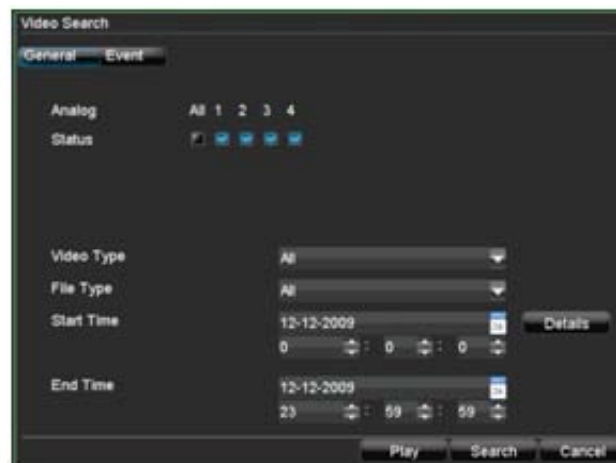 Video Search
General Event
Analog All 1 2 3 4
Status
Video Type All
File Type All
Start Time 12-12-2009 Details
0 : 0 : 0
End Time 12-12-2009
23 : 59 : 59
Play Search Cancel